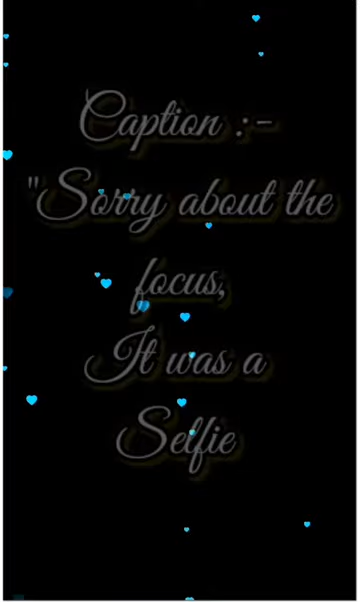 Caption :-
"Sorry about the
focus,
It was a
Selfie